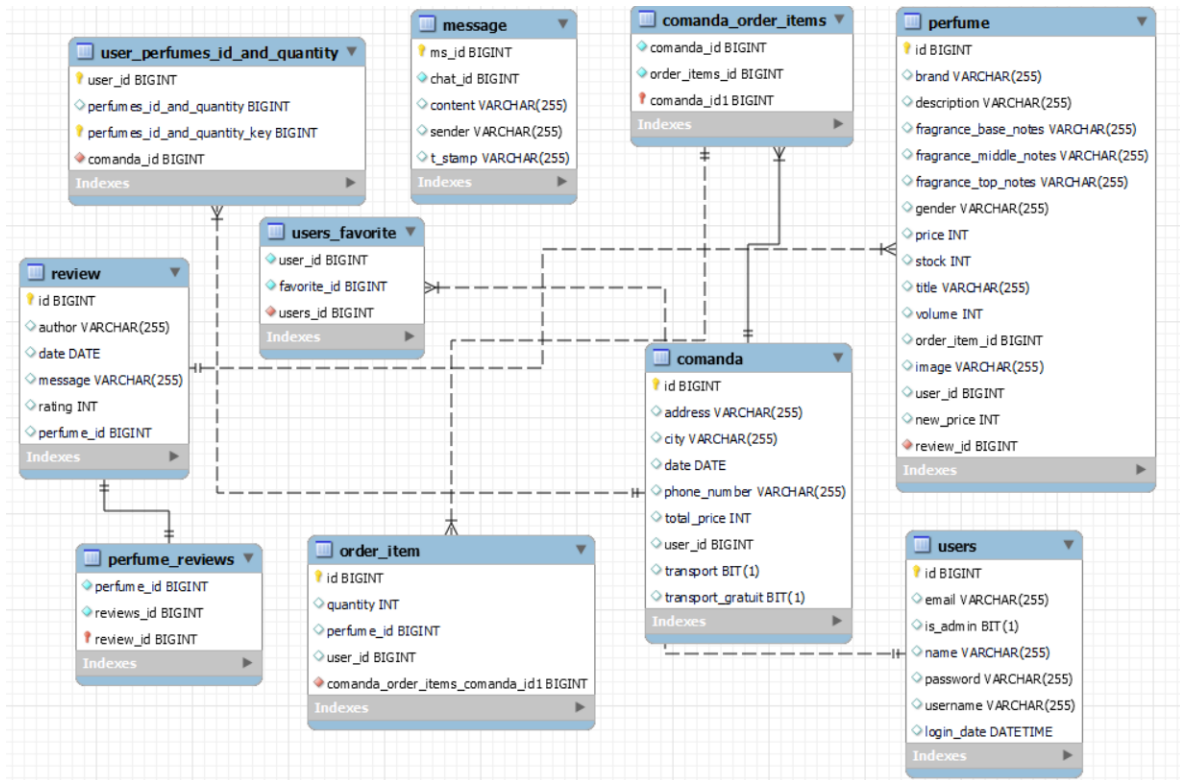 user_perfumes_id_and_quantity
user_id BIGINT
perfumes_id_and_quantity BIGINT
perfumes_id_and_quantity_key BIGINT
comanda_id BIGINT
Indexes
message
ms_id BIGINT
chat_id BIGINT
content VARCHAR(255)
sender VARCHAR(255)
t_stamp VARCHAR(255)
Indexes
comanda_order_items
comanda_id BIGINT
order_items_id BIGINT
comanda_id1 BIGINT
Indexes
perfume
id BIGINT
brand VARCHAR(255)
description VARCHAR(255)
fragrance_base_notes VARCHAR(255)
fragrance_middle_notes VARCHAR(255)
fragrance_top_notes VARCHAR(255)
gender VARCHAR(255)
price INT
stock INT
title VARCHAR(255)
volume INT
order_item_id BIGINT
image VARCHAR(255)
user_id BIGINT
new_price INT
review_id BIGINT
Indexes
users_favorite
user_id BIGINT
favorite_id BIGINT
users_id BIGINT
Indexes
review
id BIGINT
author VARCHAR(255)
date DATE
message VARCHAR(255)
rating INT
perfume_id BIGINT
Indexes
comanda
id BIGINT
address VARCHAR(255)
city VARCHAR(255)
date DATE
phone_number VARCHAR(255)
total_price INT
user_id BIGINT
transport BIT(1)
transport_gratuit BIT(1)
Indexes
perfume_reviews
perfume_id BIGINT
reviews_id BIGINT
review_id BIGINT
Indexes
order_item
id BIGINT
quantity INT
perfume_id BIGINT
user_id BIGINT
comanda_order_items_comanda_id1 BIGINT
Indexes
users
id BIGINT
email VARCHAR(255)
is_admin BIT(1)
name VARCHAR(255)
password VARCHAR(255)
username VARCHAR(255)
login_date DATETIME
Indexes